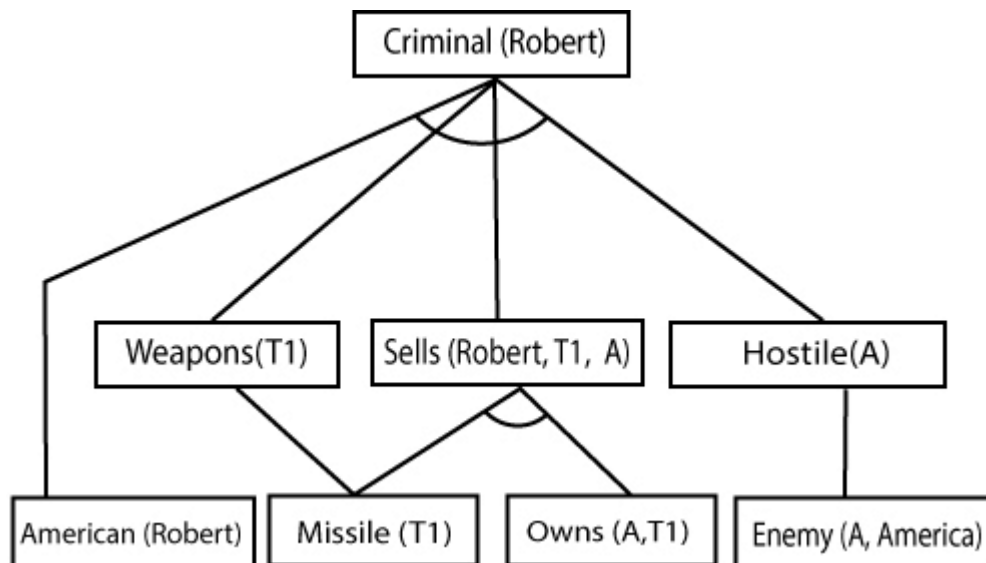 Criminal (Robert)
Weapons(T1)
Sells (Robert, T1, A)
Hostile(A)
American (Robert)
Missile (T1)
Owns (A,T1)
Enemy (A, America)